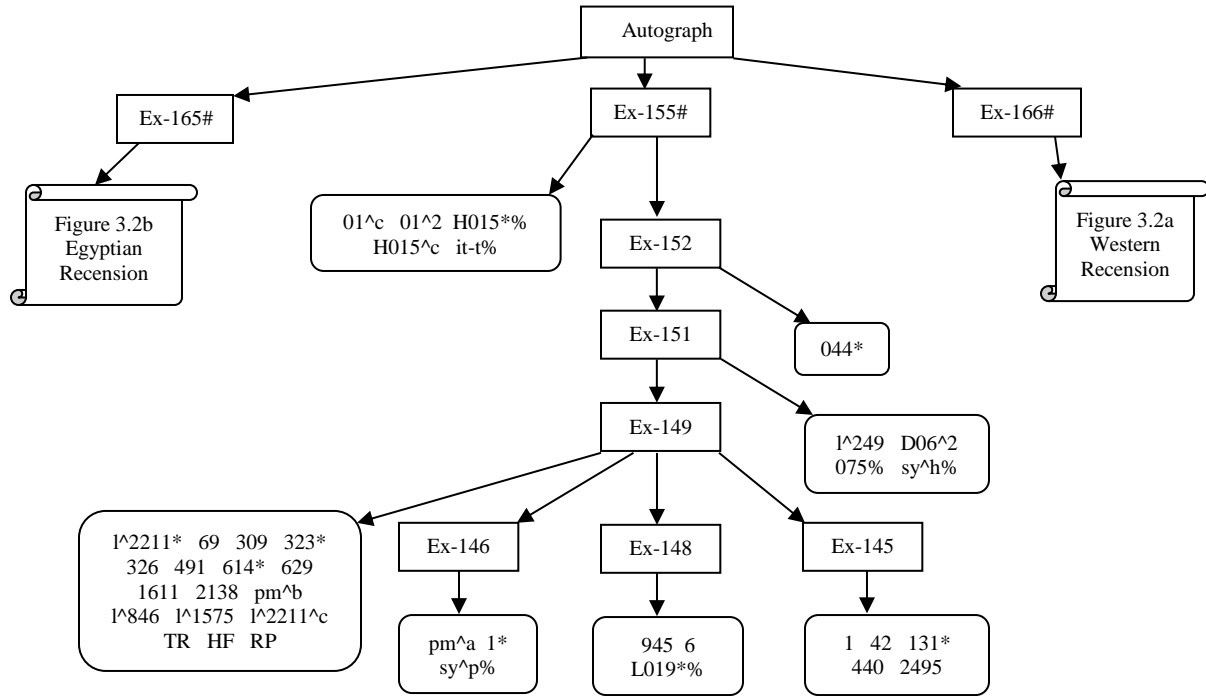 Autograph
Ex-165#
Ex-155#
Ex-166#
Figure 3.2b
Egyptian
Recension
01^c 01^2 H015*%
H015^c it-t%
Ex-152
Figure 3.2a
Western
Recension
Ex-151
044*
Ex-149
l^249 D06^2
075% sy^h%
l^2211* 69 309 323*
326 491 614* 629
1611 2138 pm^b
l^846 l^1575 l^2211^c
TR HF RP
Ex-146
Ex-148
Ex-145
pm^a 1*
sy^p%
945 6
L019*%
1 42 131*
440 2495